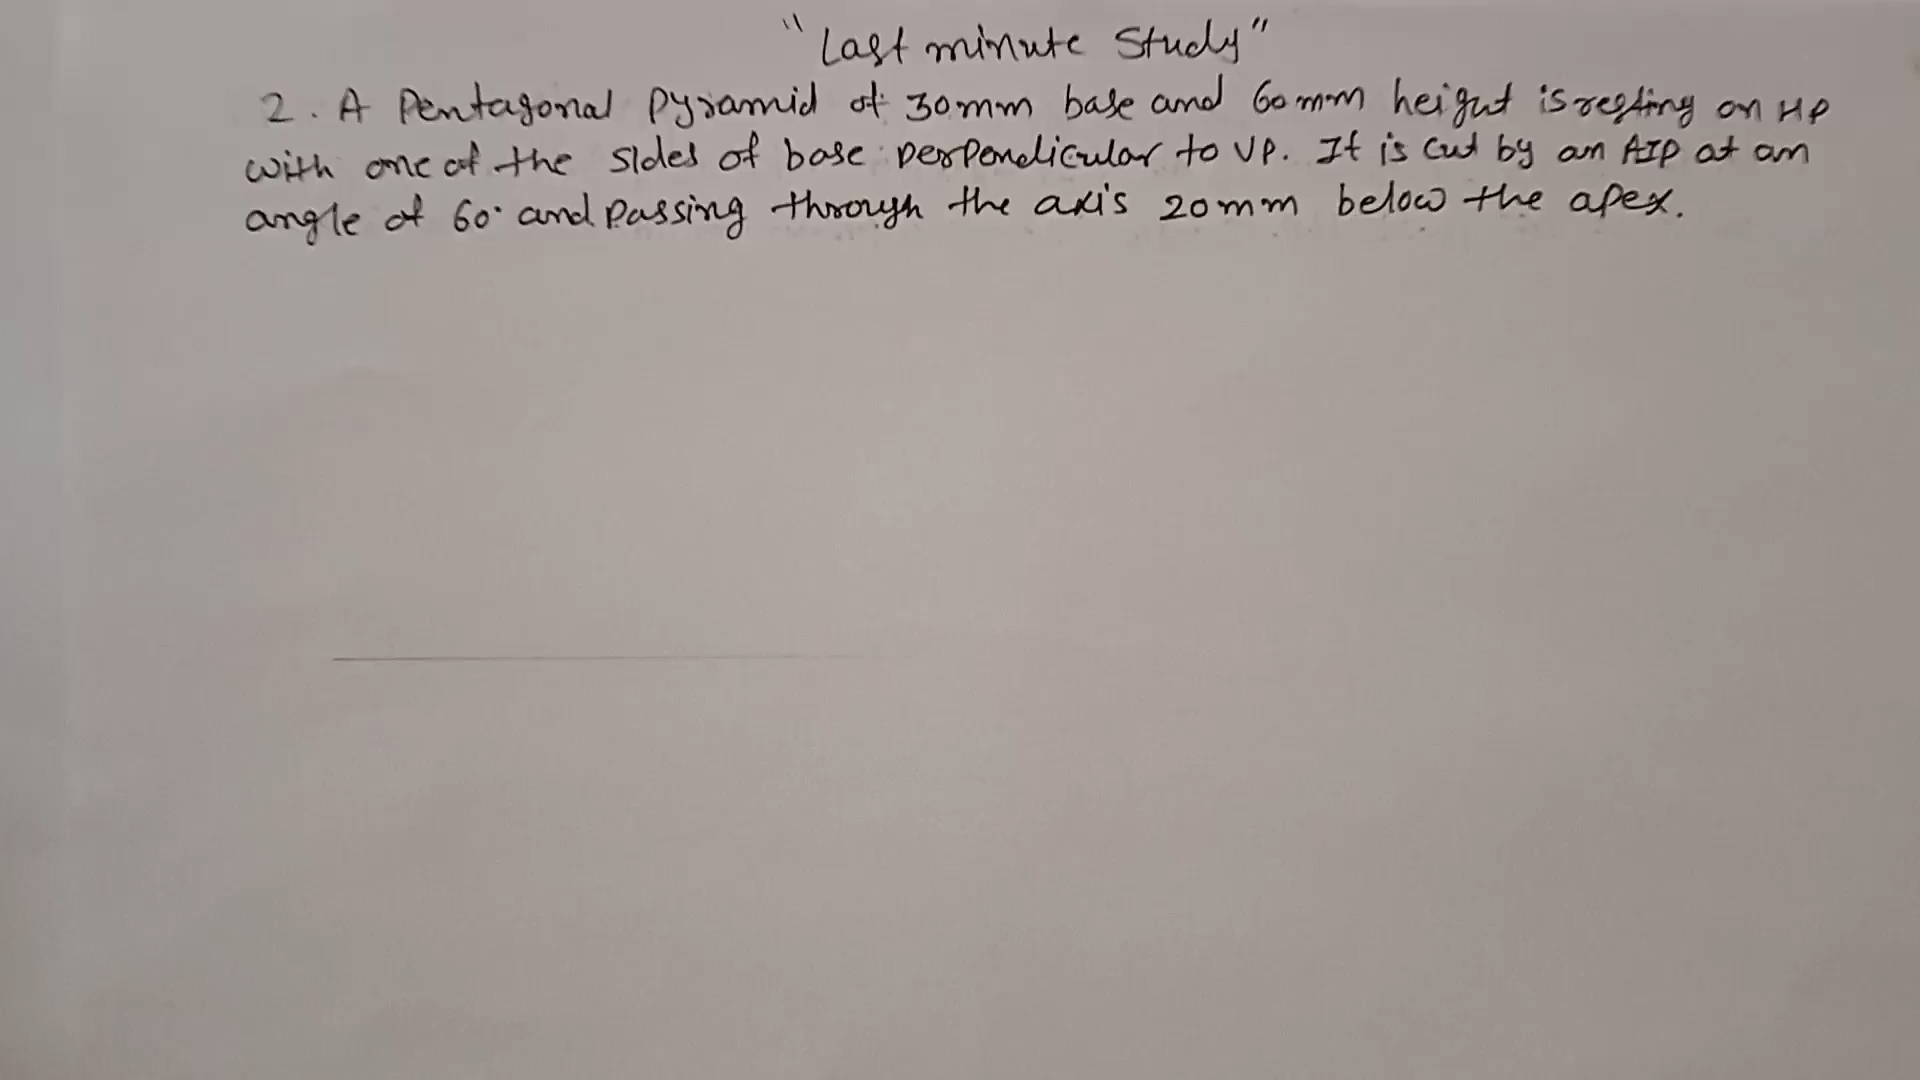 "Last minute Study"
2. A Pentagonal Pyramid of 30mm base and 60mm height is resting on HP
with one of the sides of base perpendicular to VP. It is cut by an AIP at an
angle of 60° and passing through the axis 20mm below the apex.